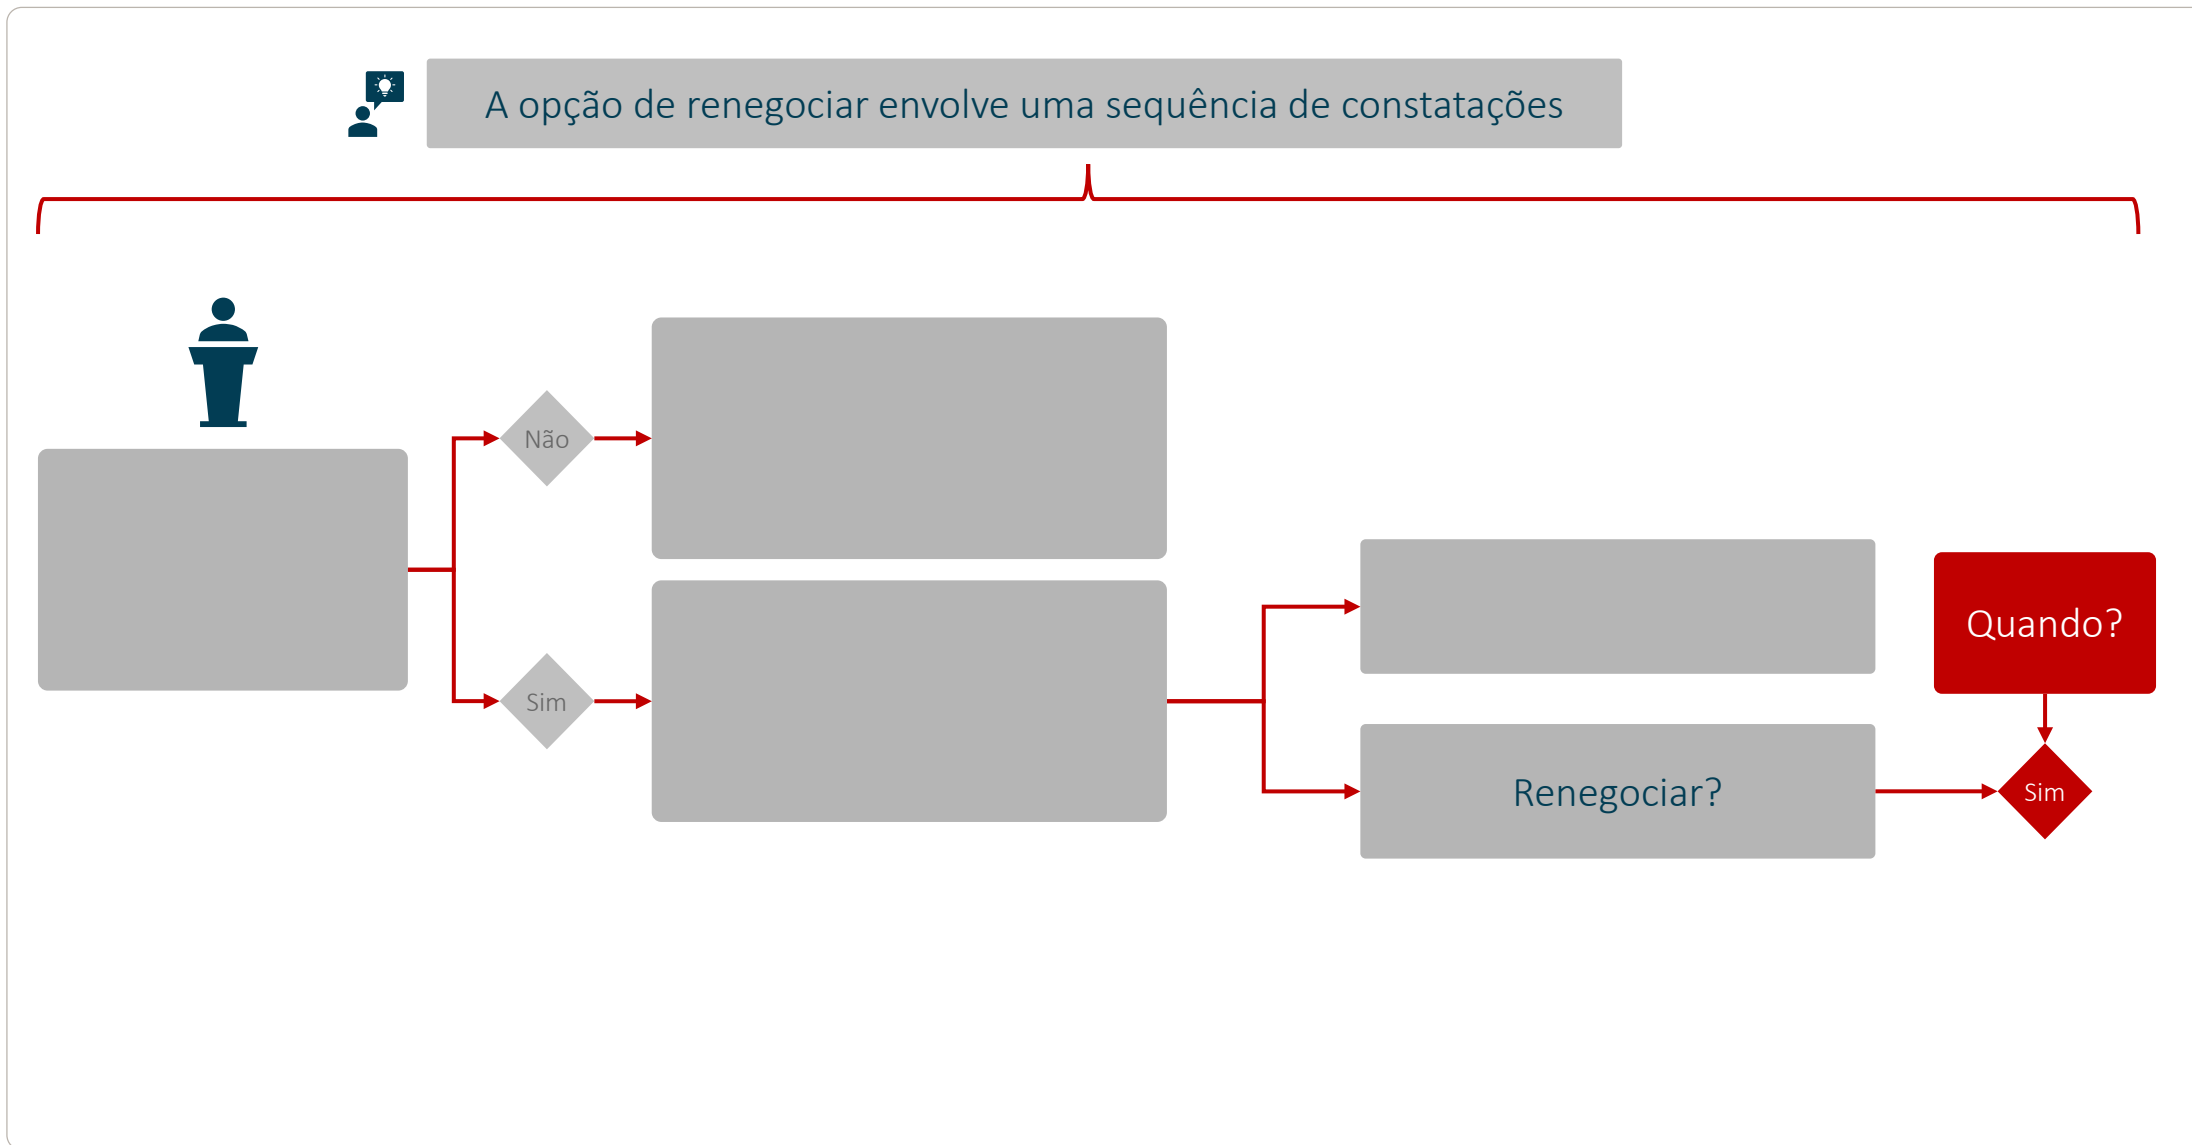 A opção de renegociar envolve uma sequência de constatações
Não
Sim
Quando?
Renegociar?
Sim